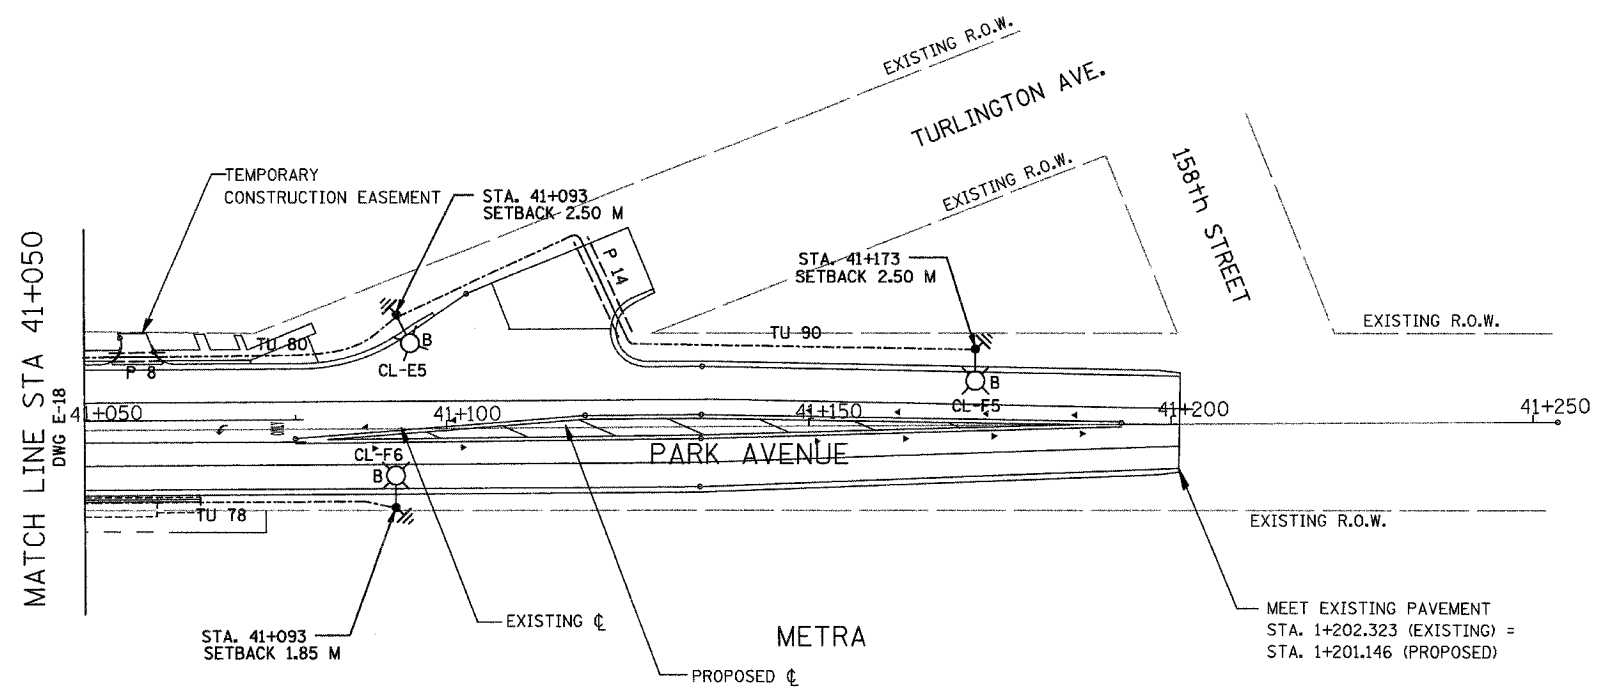 EXISTING R.O.W.
TURLINGTON AVE.
EXISTING R.O.W.
158th STREET
TEMPORARY
CONSTRUCTION EASEMENT
STA. 41+093
SETBACK 2.50 M
P 14
STA. 41+173
SETBACK 2.50 M
MATCH LINE STA 41+050
DWG E-18
TU 80
P 8
B
CL-E5
TU 90
B
CL-F5
EXISTING R.O.W.
41+050
41+100
41+150
41+200
41+250
CL-F6
B
PARK AVENUE
TU 78
EXISTING R.O.W.
STA. 41+093
SETBACK 1.85 M
EXISTING ℄
METRA
PROPOSED ℄
MEET EXISTING PAVEMENT
STA. 1+202.323 (EXISTING) =
STA. 1+201.146 (PROPOSED)